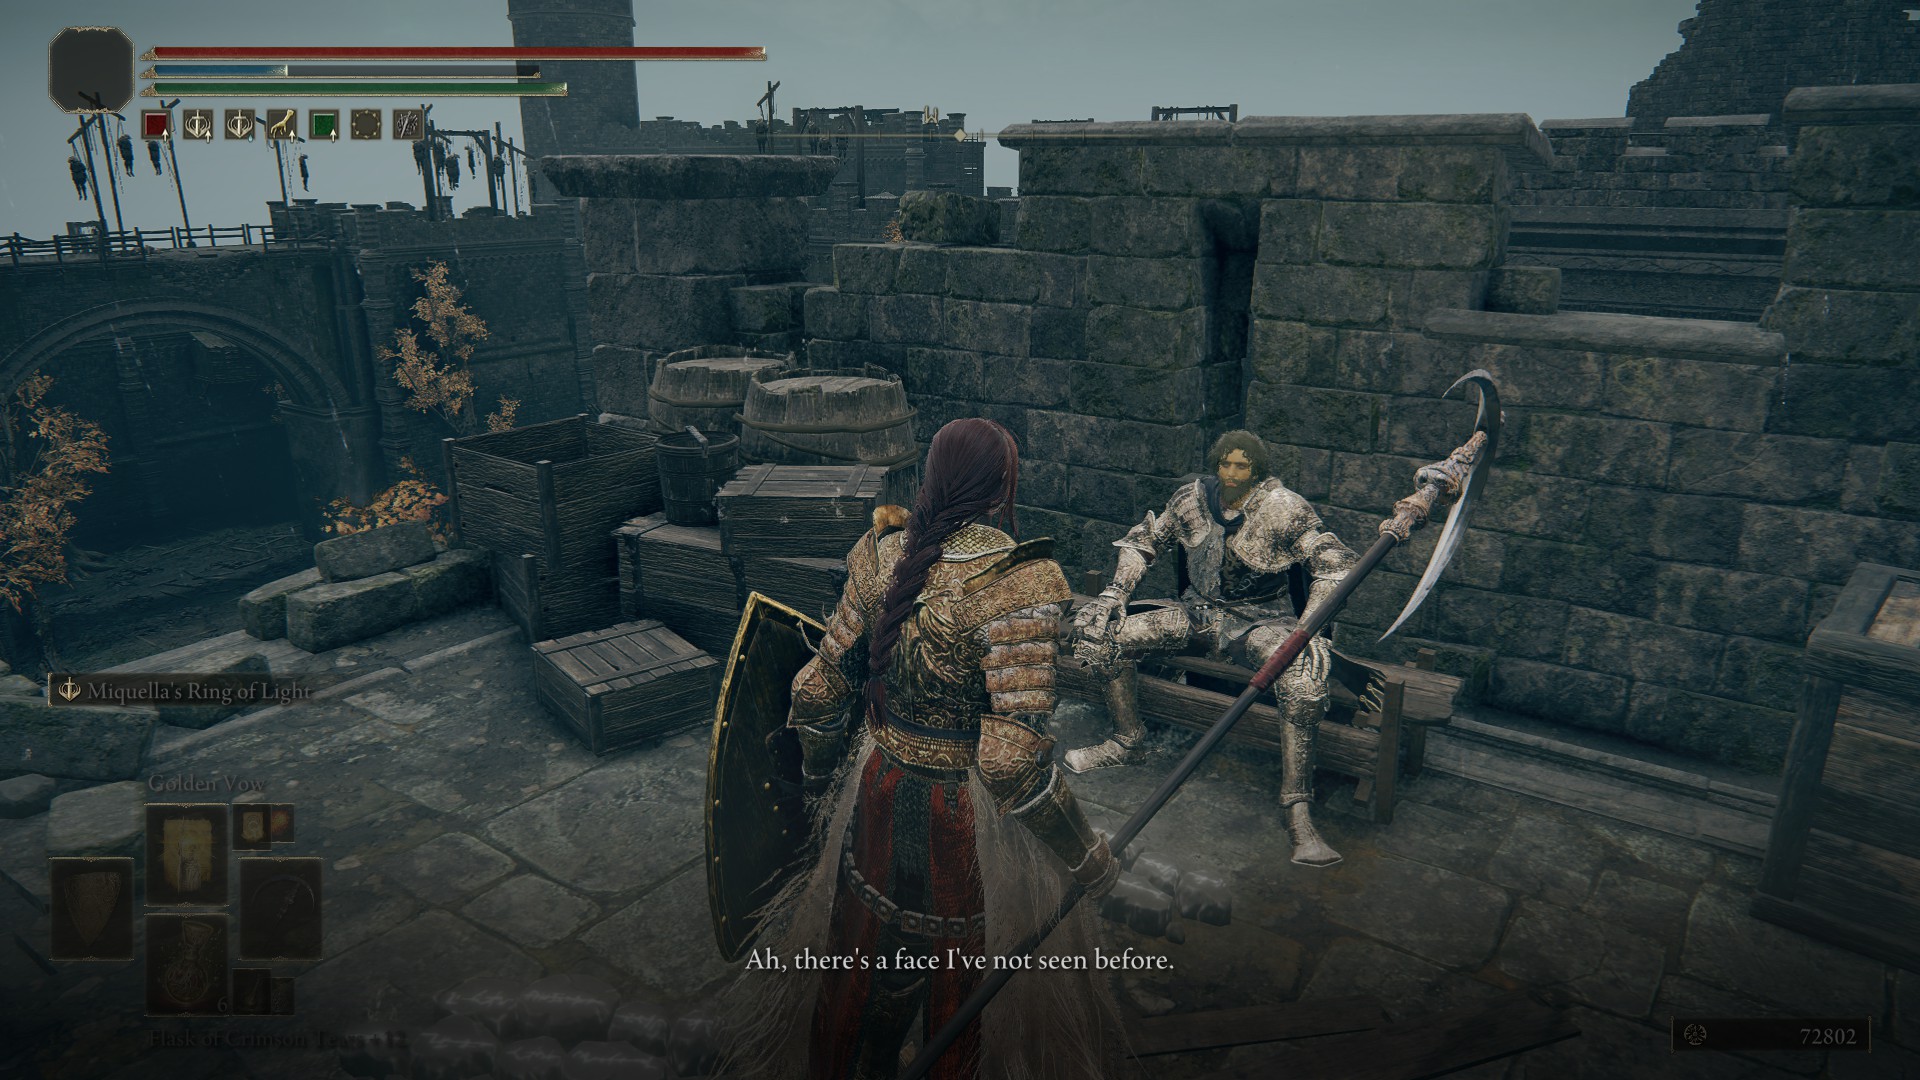 W
Miquella's Ring of Light
Golden Vow
6
Flask of Crimson Tears +12
Ah, there's a face I've not seen before.
72802